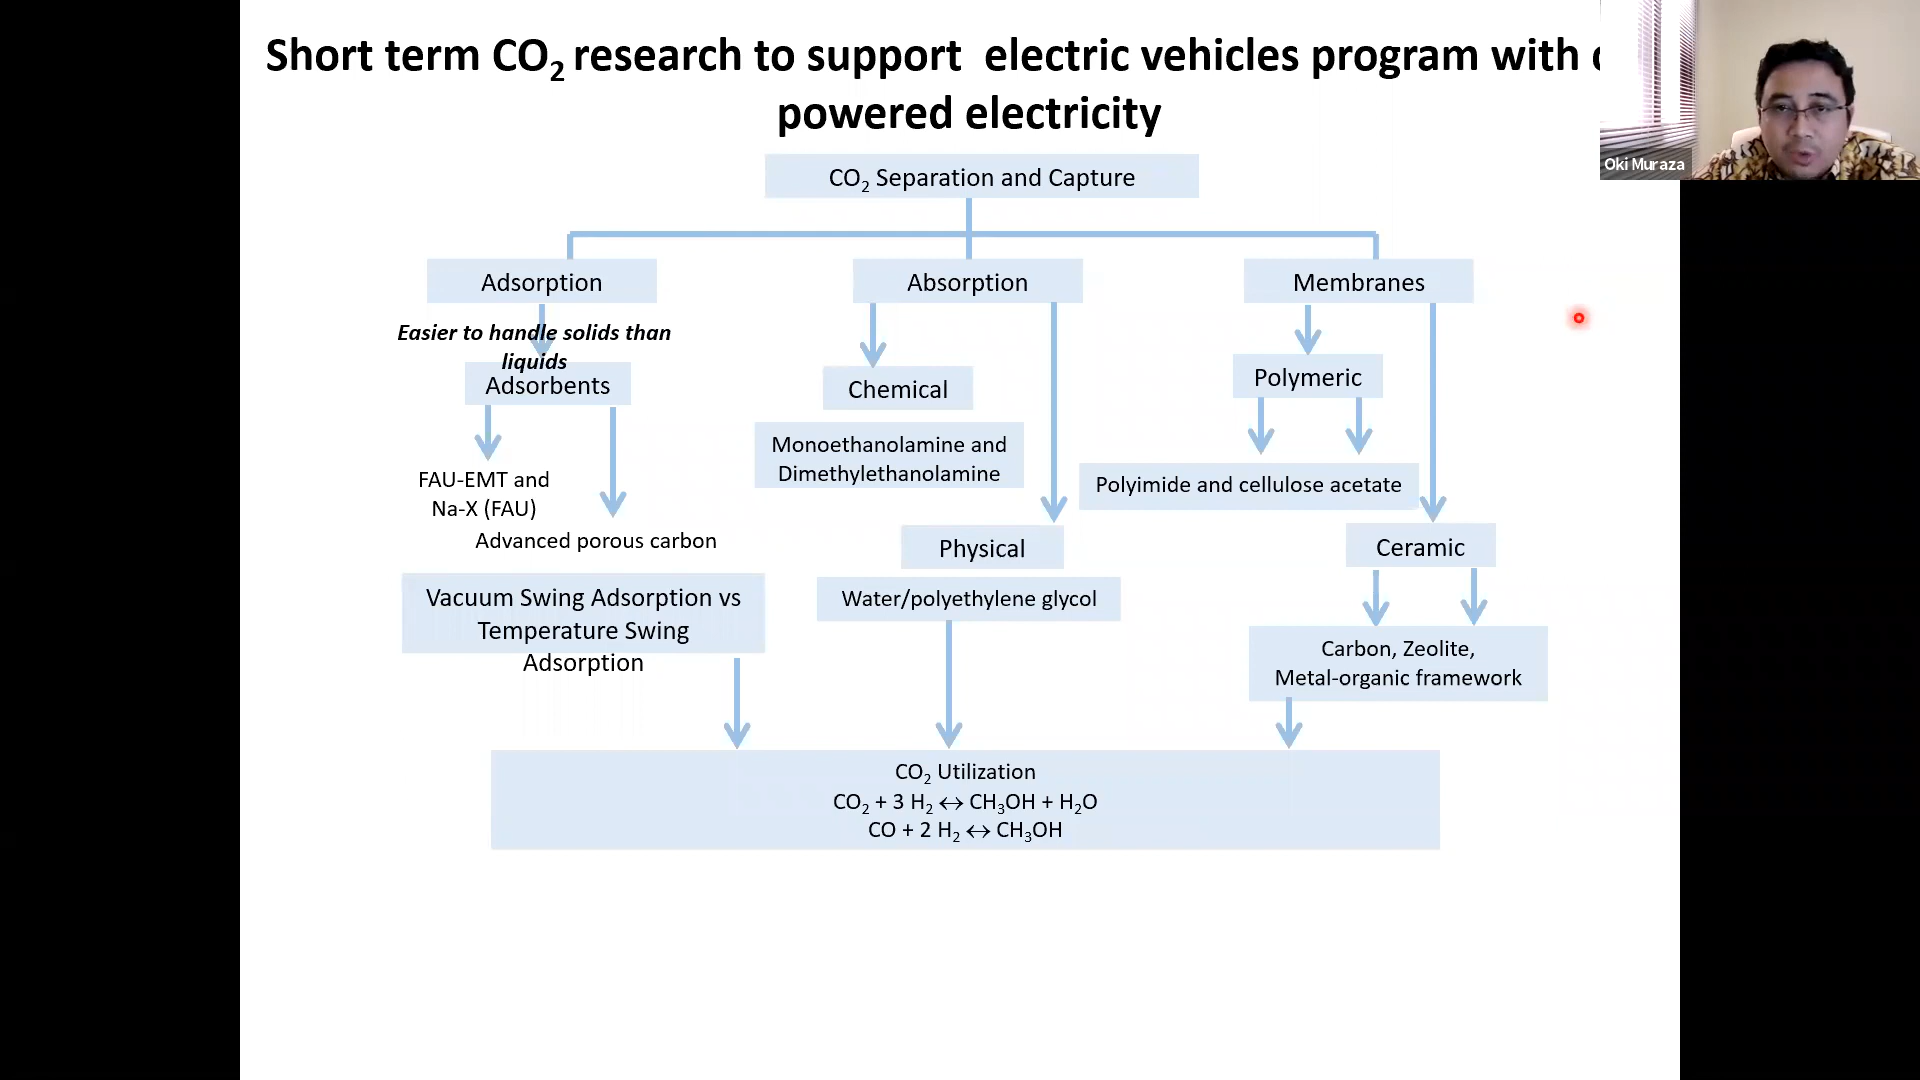 Short term CO₂ research to support electric vehicles program with
powered electricity
Oki Muraza
CO₂ Separation and Capture
Adsorption
Absorption
Membranes
Easier to handle solids than
liquids
Adsorbents
Chemical
Polymeric
Monoethanolamine and
Dimethylethanolamine
FAU-EMT and
Na-X (FAU)
Polyimide and cellulose acetate
Advanced porous carbon
Physical
Ceramic
Vacuum Swing Adsorption vs
Temperature Swing
Adsorption
Water/polyethylene glycol
Carbon, Zeolite,
Metal-organic framework
CO₂ Utilization
CO₂ + 3 H₂ ↔ CH₃OH + H₂O
CO + 2 H₂ ↔ CH₃OH